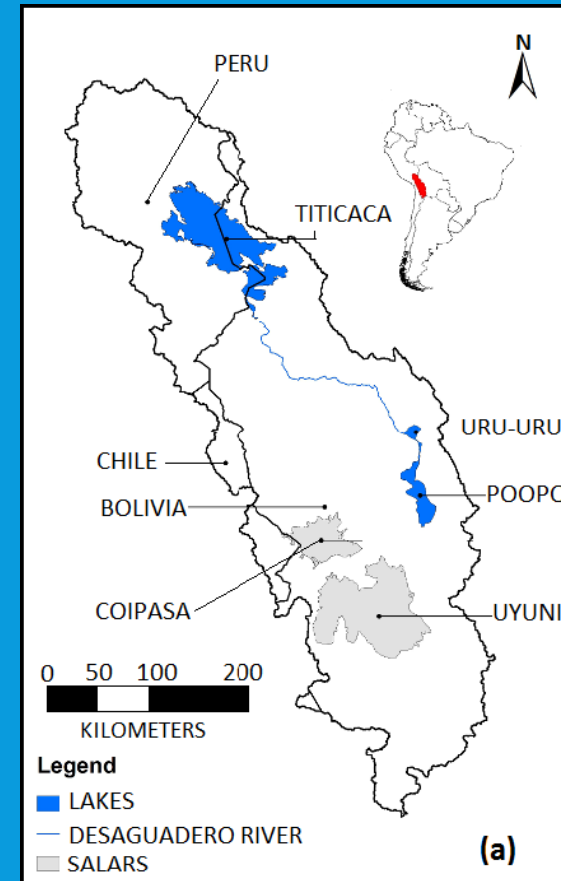 PERU
N
TITICACA
URU-URU
CHILE
POOPO
BOLIVIA
COIPASA
UYUNI
0 50 100 200
KILOMETERS
Legend
LAKES
DESAGUADERO RIVER
SALARS
(a)